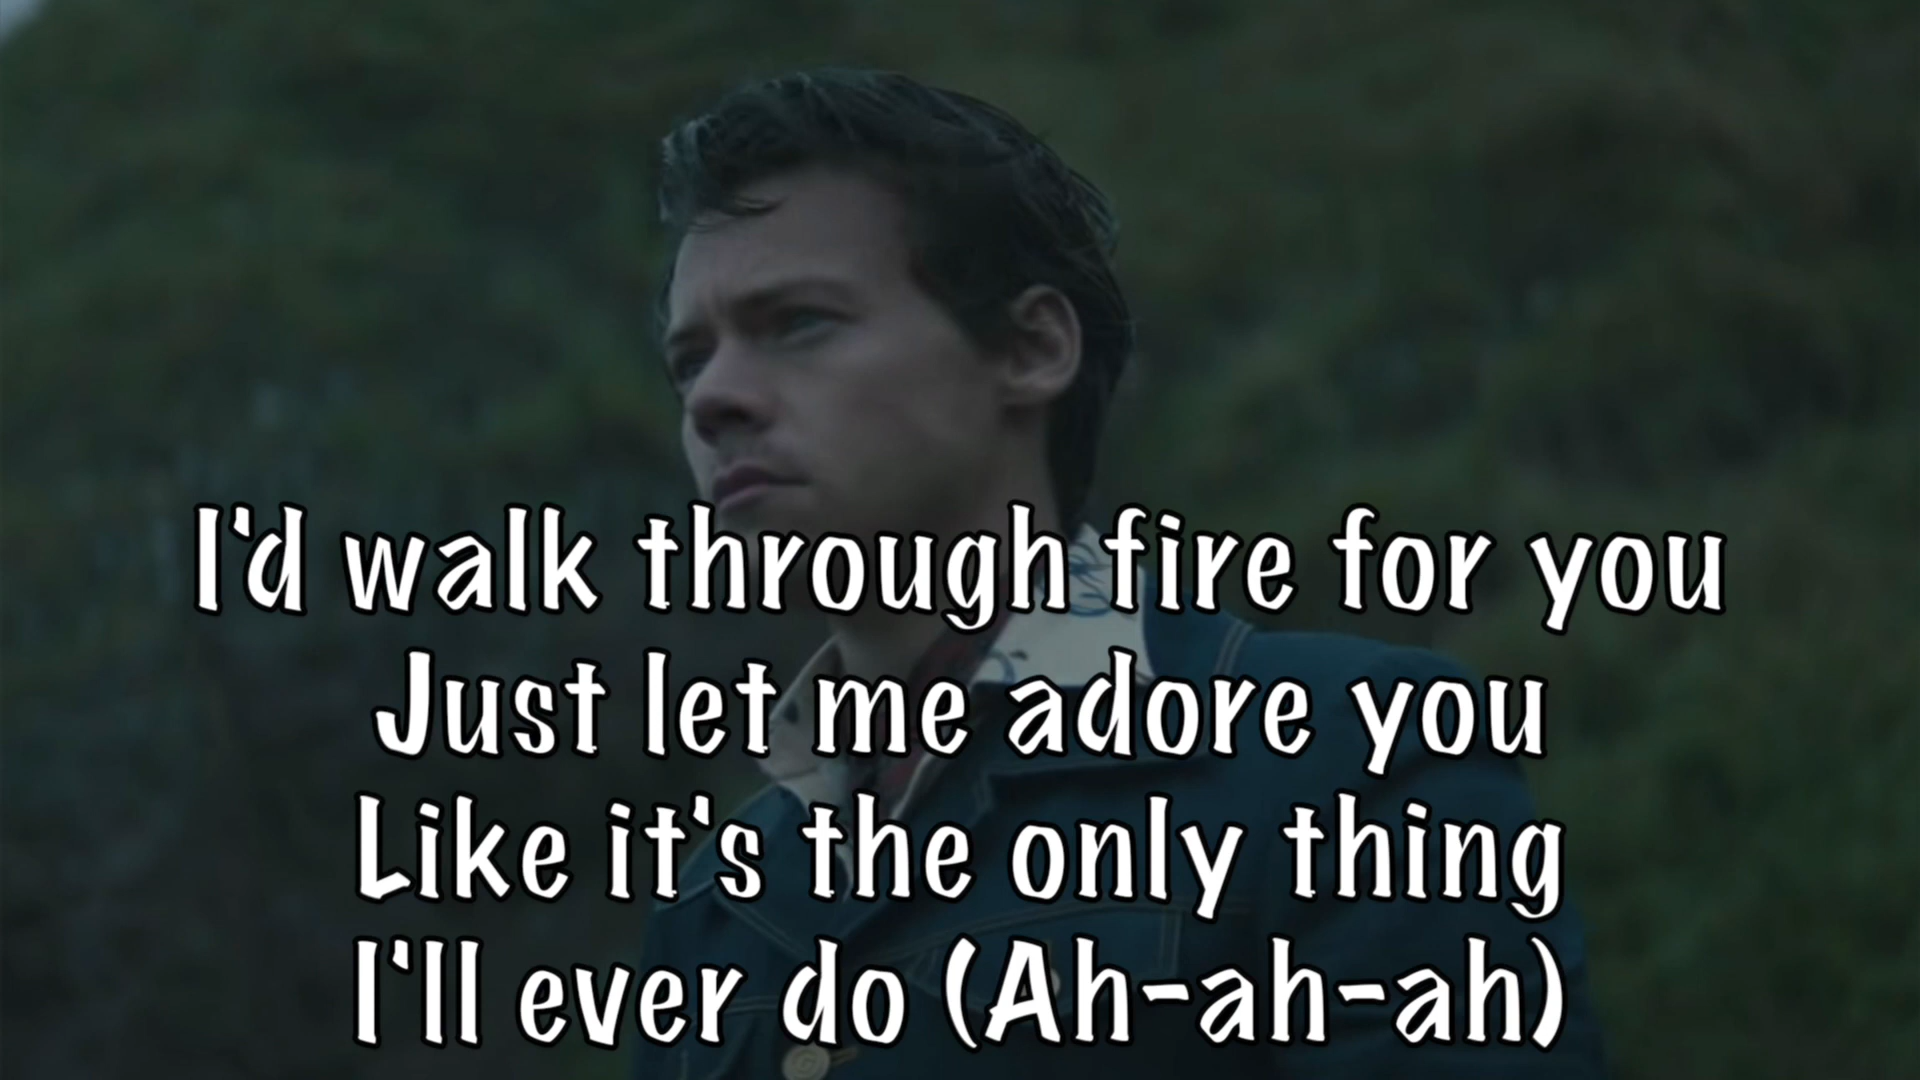 I'd walk through fire for you
Just let me adore you
Like it's the only thing
I'll ever do (Ah-ah-ah)